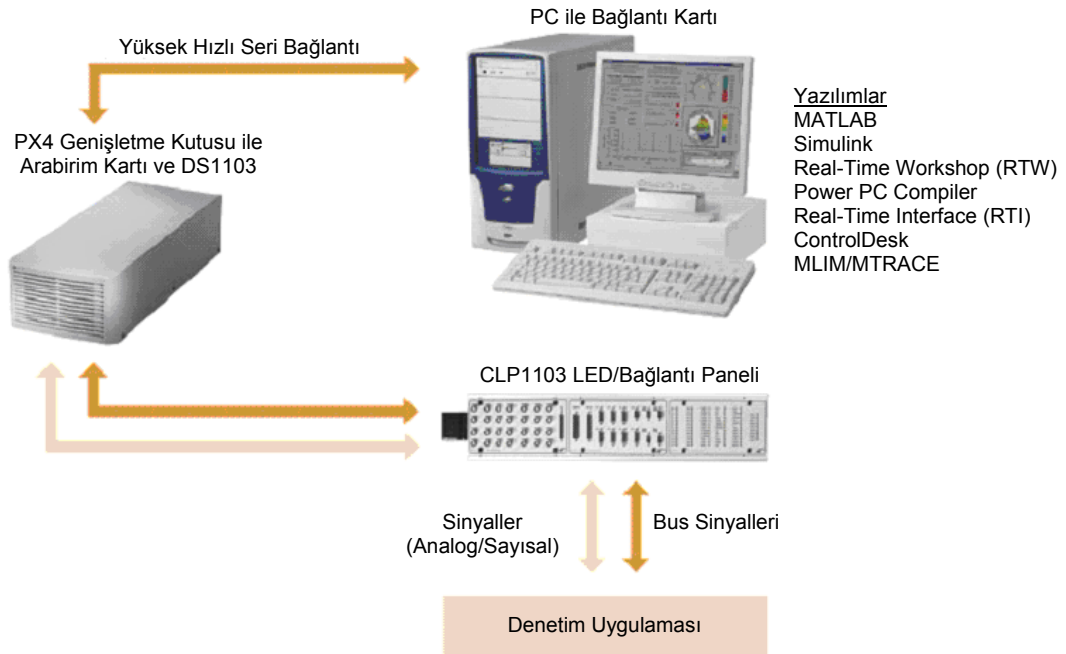 PC ile Bağlantı Kartı
Yüksek Hızlı Seri Bağlantı
PX4 Genişletme Kutusu ile
Arabirim Kartı ve DS1103
Yazılımlar
MATLAB
Simulink
Real-Time Workshop (RTW)
Power PC Compiler
Real-Time Interface (RTI)
ControlDesk
MLIM/MTRACE
CLP1103 LED/Bağlantı Paneli
Sinyaller
(Analog/Sayısal)
Bus Sinyalleri
Denetim Uygulaması